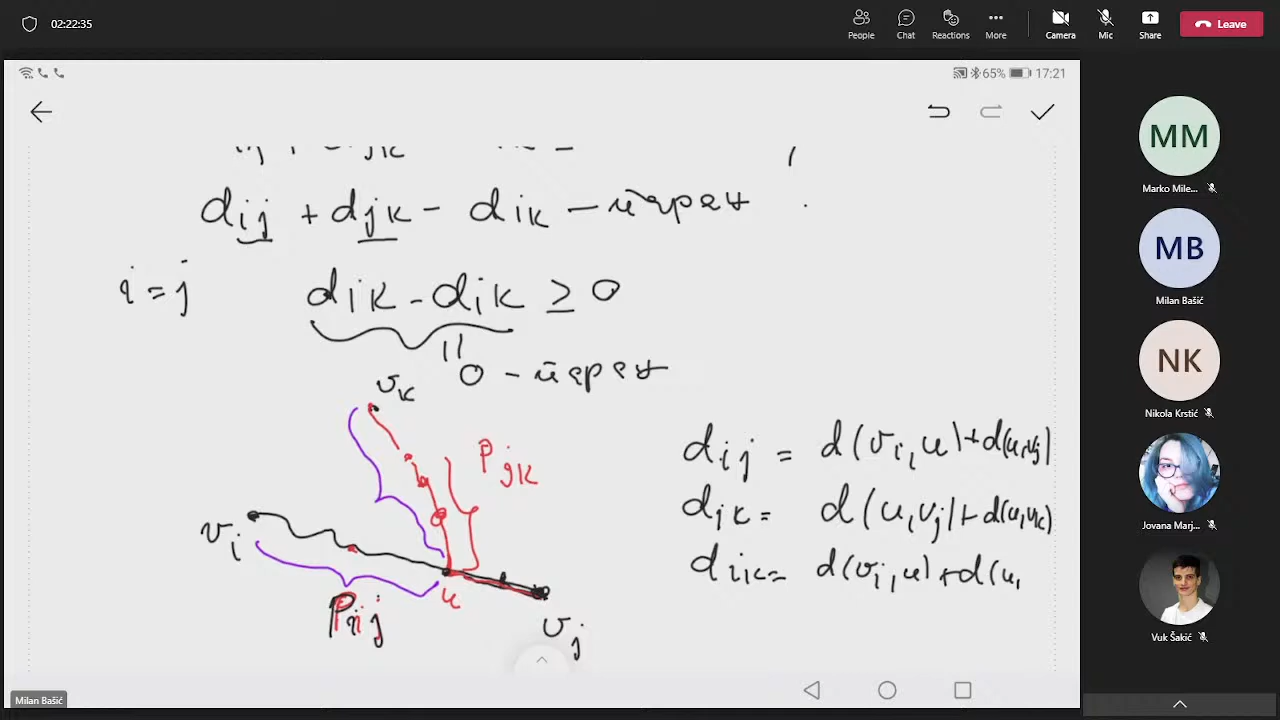 02:22:35
People Chat Reactions More Camera Mic Share Leave
65% 17:21
dij + djk - dik - паран
i = j dik - dik ≥ 0
0 - паран
vk
Pjk
vi
u
Pij
vj
dij = d(vi, u) + d(u, vj)
djk = d(u, vj) + d(u, vk)
dik = d(vi, u) + d(u,
MM
Marko Mile...
MB
Milan Bašić
NK
Nikola Krstić
Jovana Marj...
Vuk Šakić
Milan Bašić